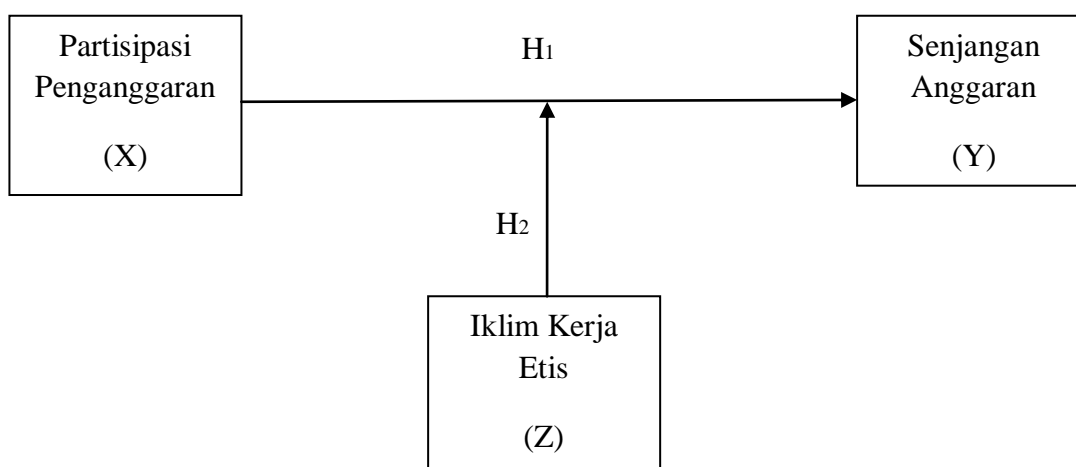 Partisipasi
Penganggaran
(X)
H1
Senjangan
Anggaran
(Y)
H2
Iklim Kerja
Etis
(Z)